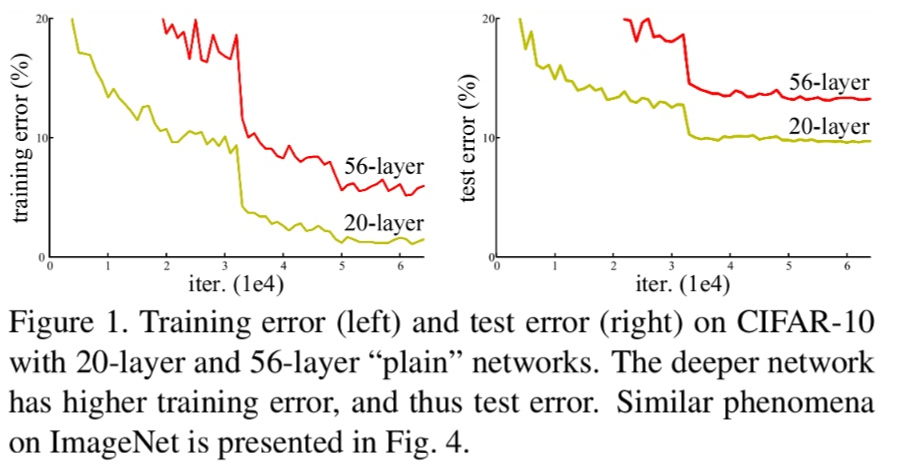 20
10
0
training error (%)
56-layer
20-layer
0 1 2 3 4 5 6
iter. (1e4)
20
10
0
test error (%)
56-layer
20-layer
0 1 2 3 4 5 6
iter. (1e4)
Figure 1. Training error (left) and test error (right) on CIFAR-10
with 20-layer and 56-layer “plain” networks. The deeper network
has higher training error, and thus test error. Similar phenomena
on ImageNet is presented in Fig. 4.